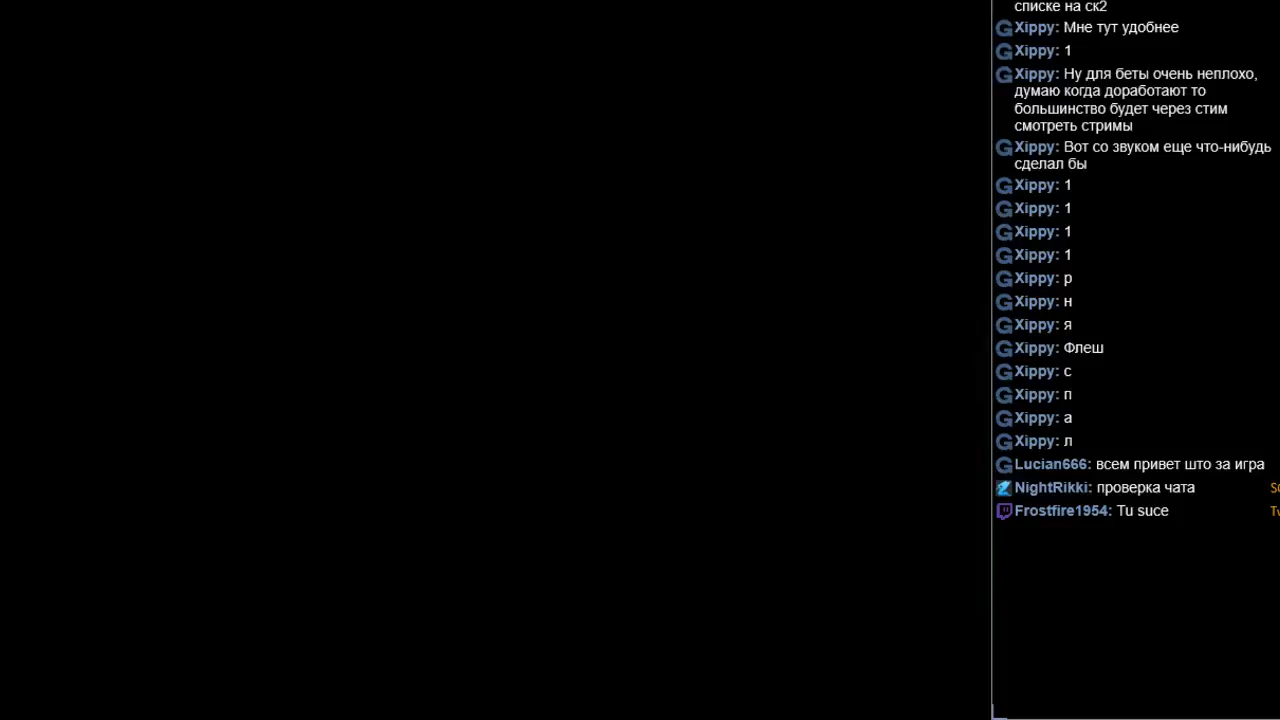 списке на ск2
Xippy: Мне тут удобнее
Xippy: 1
Xippy: Ну для беты очень неплохо,
думаю когда доработают то
большинство будет через стим
смотреть стримы
Xippy: Вот со звуком еще что-нибудь
сделал бы
Xippy: 1
Xippy: 1
Xippy: 1
Xippy: 1
Xippy: р
Xippy: н
Xippy: я
Xippy: Флеш
Xippy: с
Xippy: п
Xippy: а
Xippy: л
Lucian666: всем привет што за игра
NightRikki: проверка чата
Frostfire1954: Tu suce